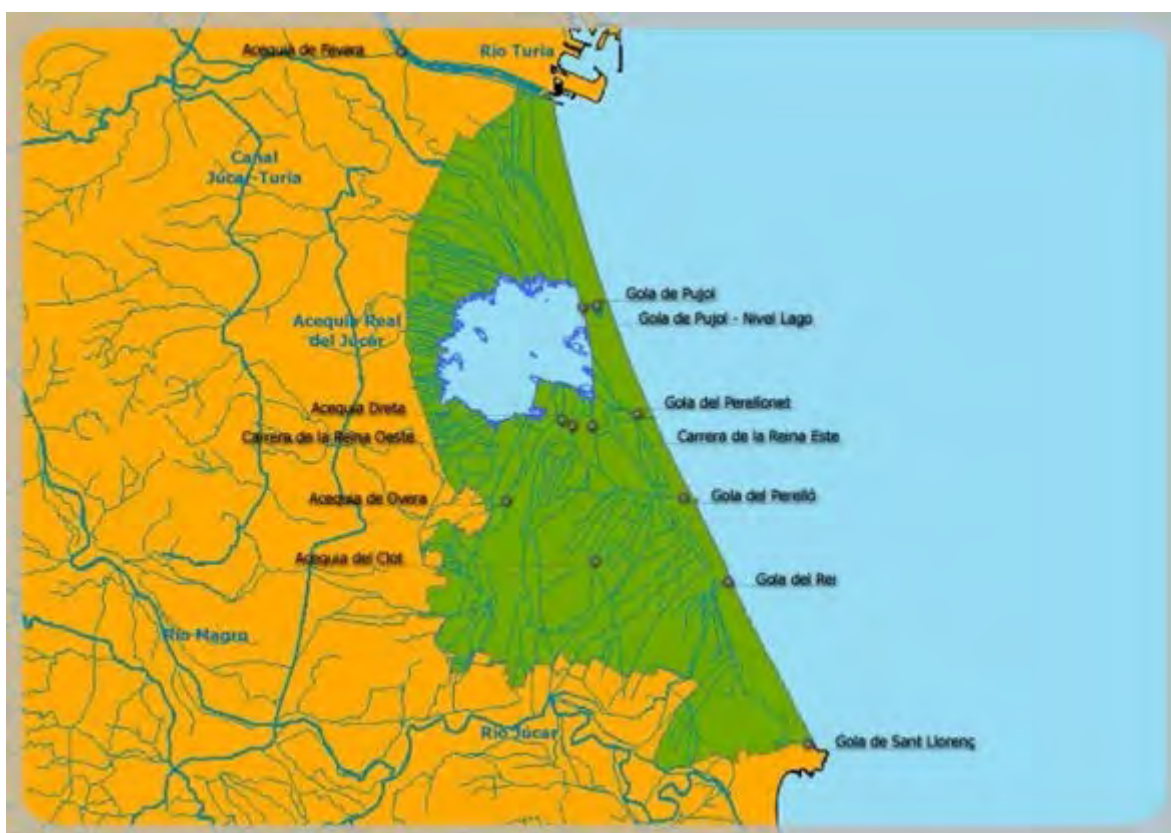 Acequia de Favara
Río Turia
Canal
Júcar-Turia
Gola de Pujol
Gola de Pujol - Nivel Lago
Acequia Real
del Júcar
Acequia Dreta
Gola del Perellonet
Carrera de la Reina Oeste
Carrera de la Reina Este
Acequia de Overa
Gola del Perelló
Acequia del Clot
Gola del Rei
Río Magro
Río Júcar
Gola de Sant Llorenç